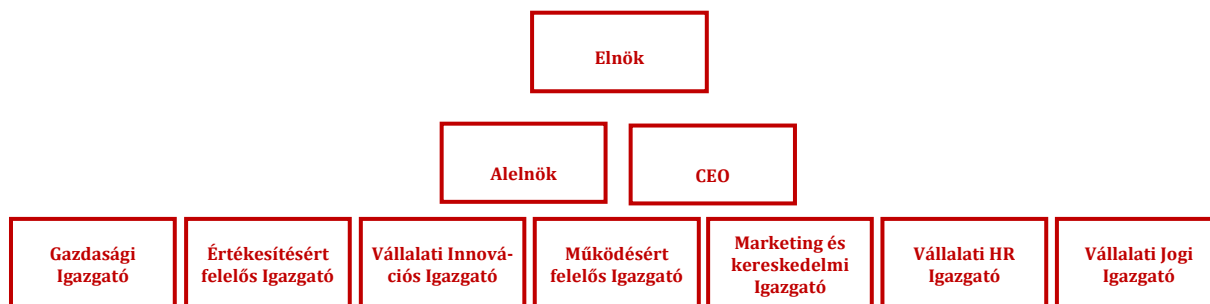 Elnök
Alelnök
CEO
Gazdasági
Igazgató
Értékesítésért
felelős Igazgató
Vállalati Innová-
ciós Igazgató
Működésért
felelős Igazgató
Marketing és
kereskedelmi
Igazgató
Vállalati HR
Igazgató
Vállalati Jogi
Igazgató